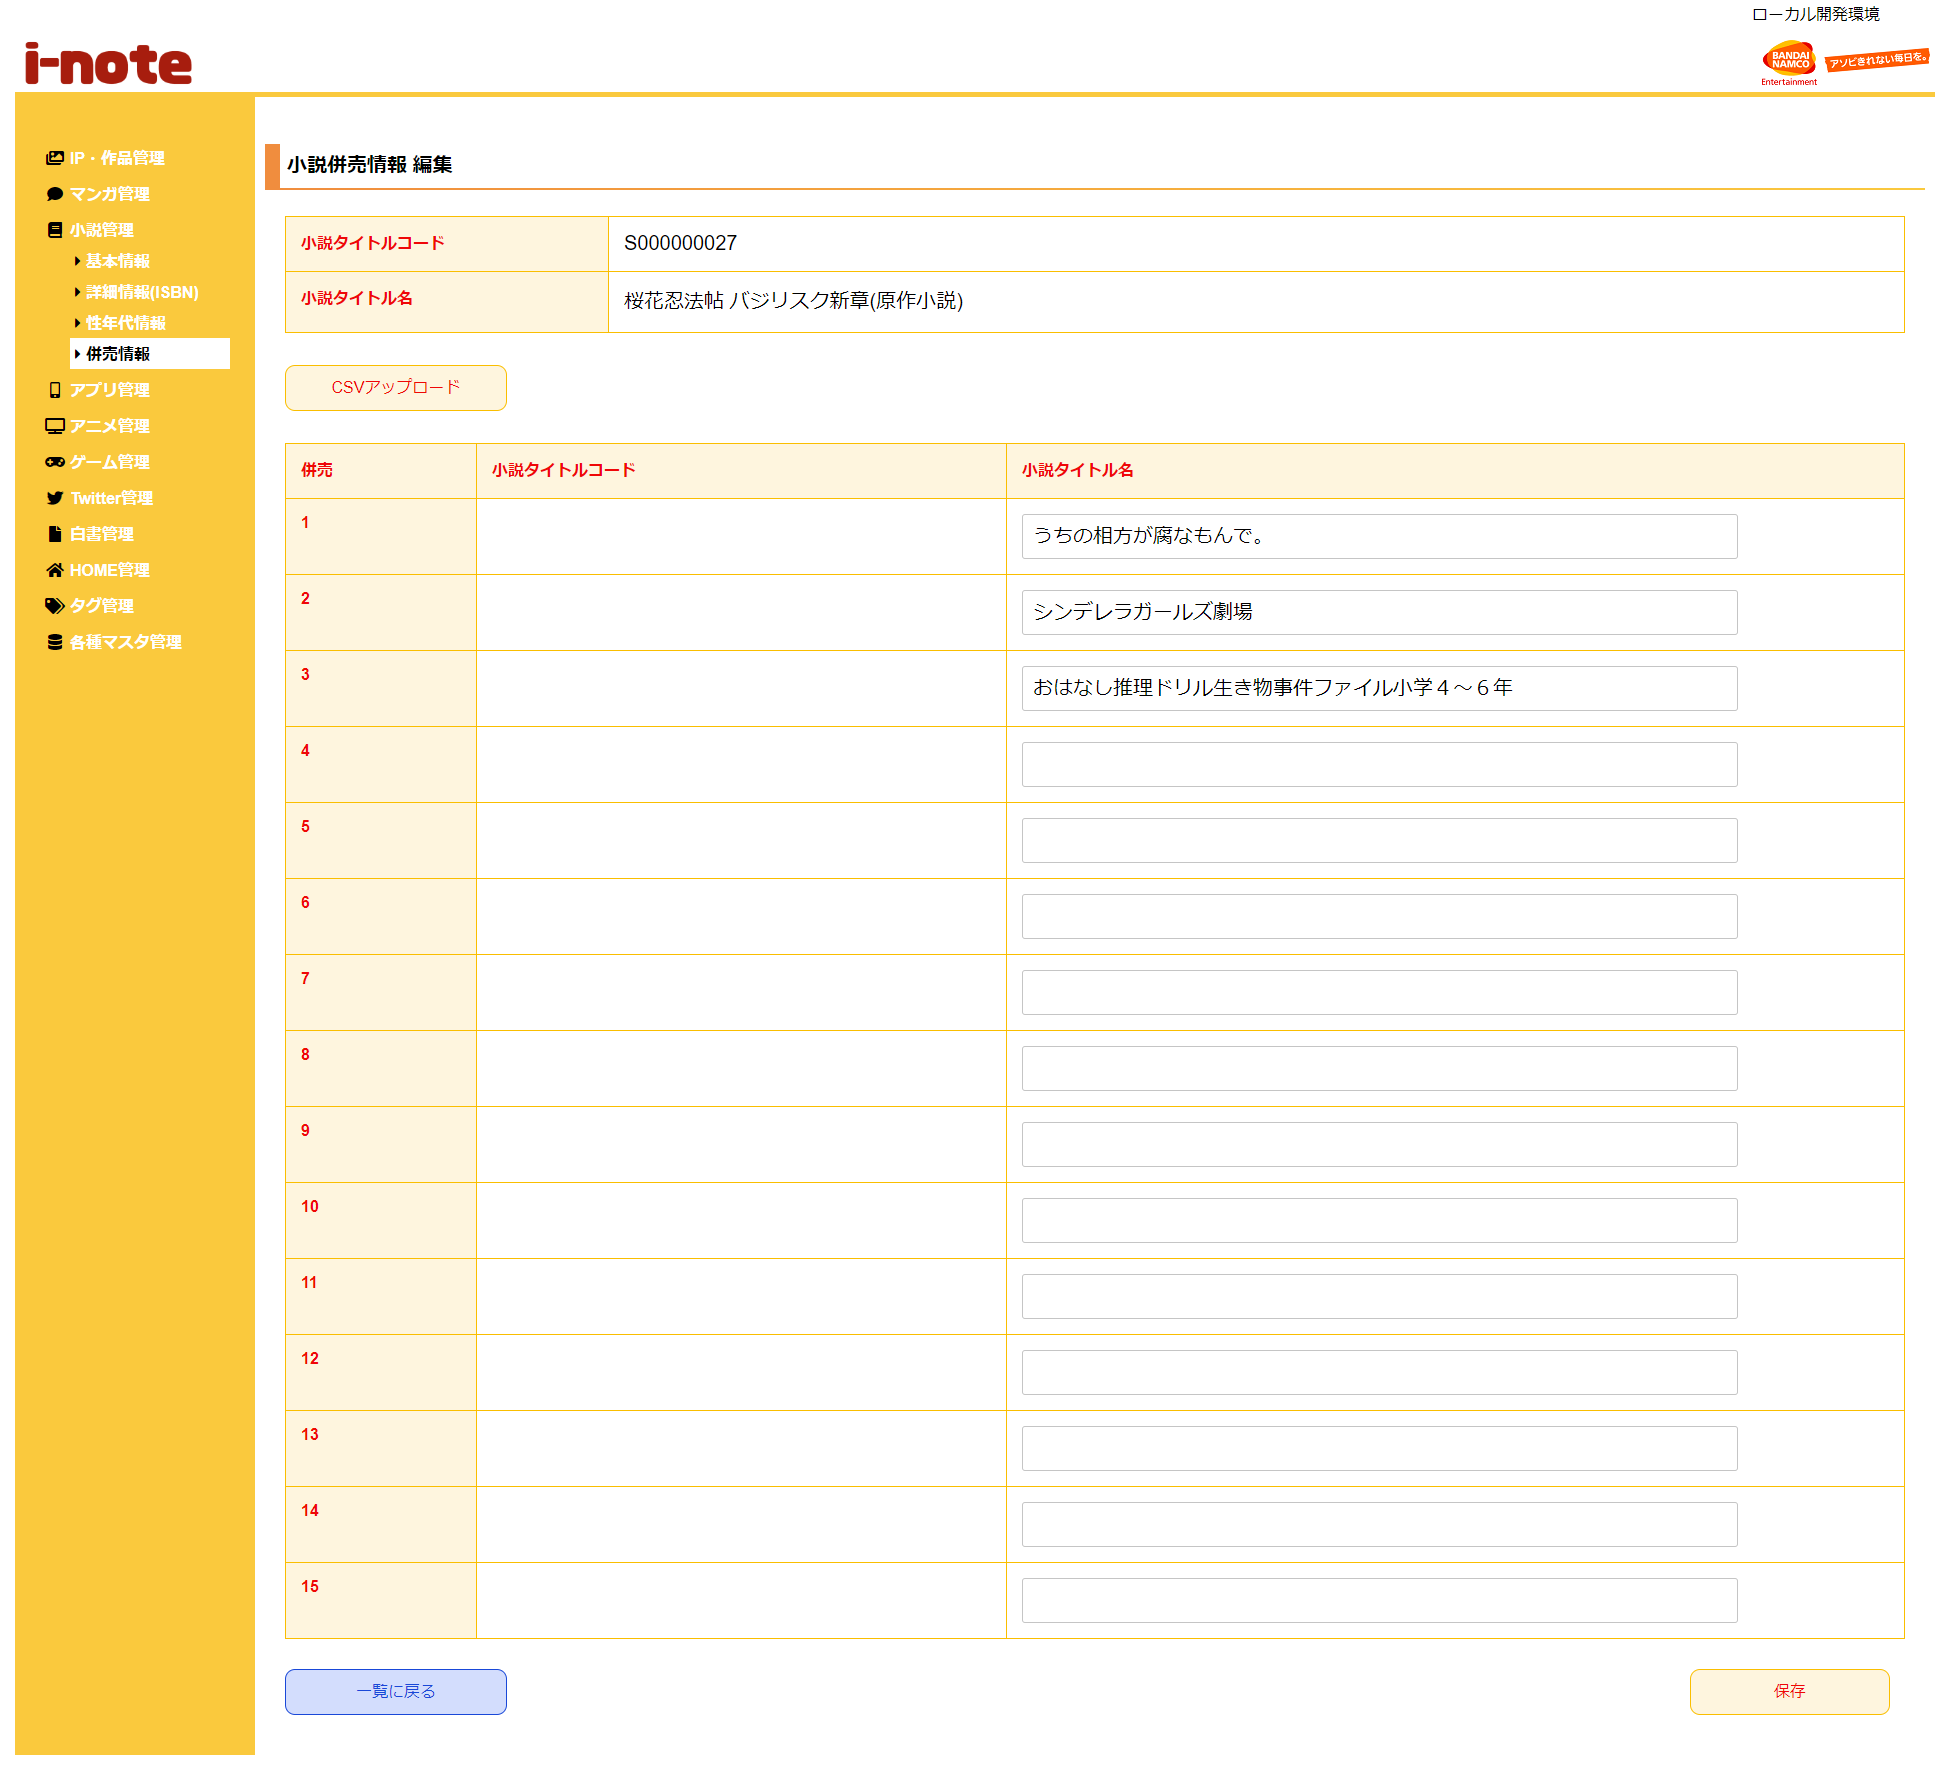 ローカル開発環境
i-note
BANDAI
NAMCO
Entertainment
アソビきれない毎日を。
IP・作品管理
マンガ管理
小説管理
基本情報
詳細情報(ISBN)
性年代情報
併売情報
アプリ管理
アニメ管理
ゲーム管理
Twitter管理
白書管理
HOME管理
タグ管理
各種マスタ管理
小説併売情報 編集
小説タイトルコード S000000027
小説タイトル名 桜花忍法帖 バジリスク新章(原作小説)
CSVアップロード
併売 小説タイトルコード 小説タイトル名
1 うちの相方が腐なもんで。
2 シンデレラガールズ劇場
3 おはなし推理ドリル生き物事件ファイル小学４～６年
4
5
6
7
8
9
10
11
12
13
14
15
一覧に戻る 保存